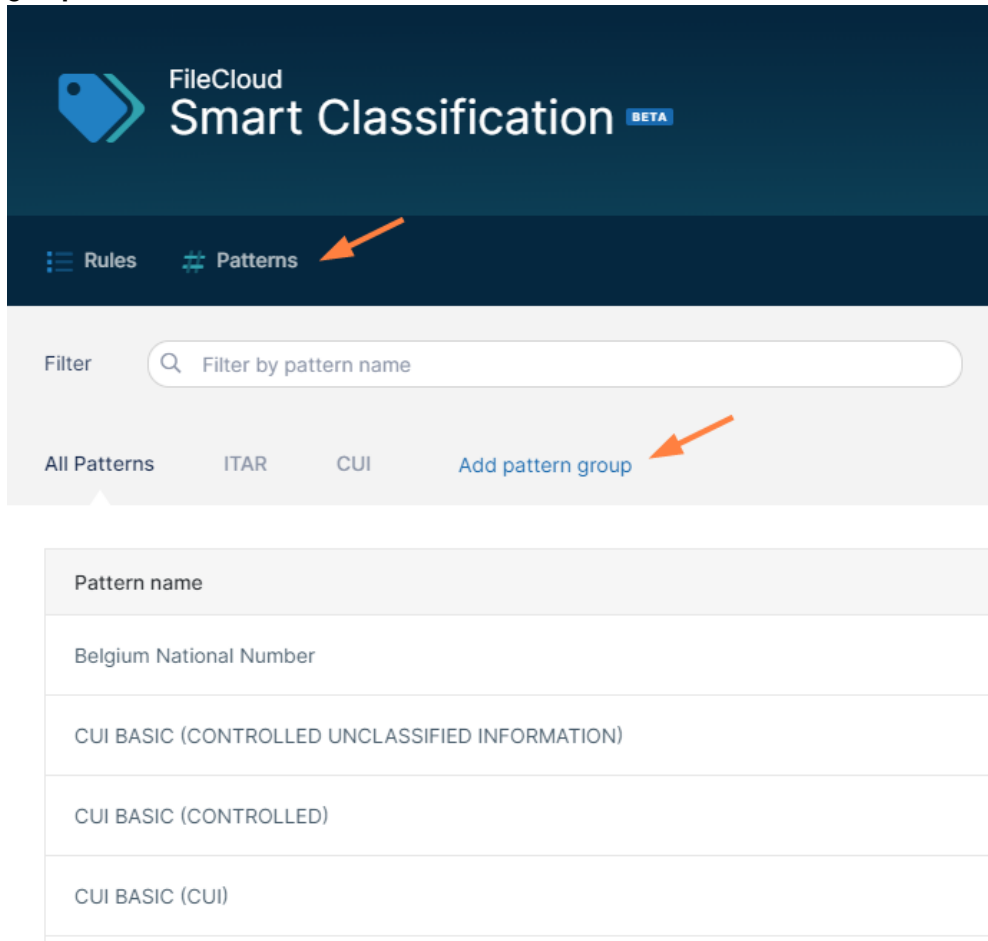 FileCloud
Smart Classification BETA
Rules Patterns
Filter Filter by pattern name
All Patterns ITAR CUI Add pattern group
Pattern name
Belgium National Number
CUI BASIC (CONTROLLED UNCLASSIFIED INFORMATION)
CUI BASIC (CONTROLLED)
CUI BASIC (CUI)